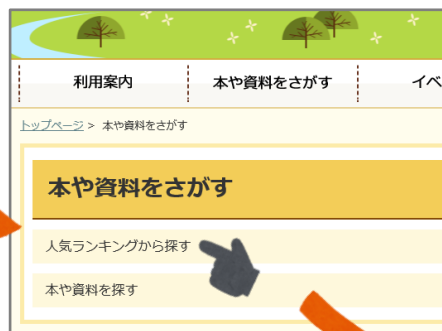 利用案内 本や資料をさがす イベ
トップページ > 本や資料をさがす
本や資料をさがす
人気ランキングから探す
本や資料を探す